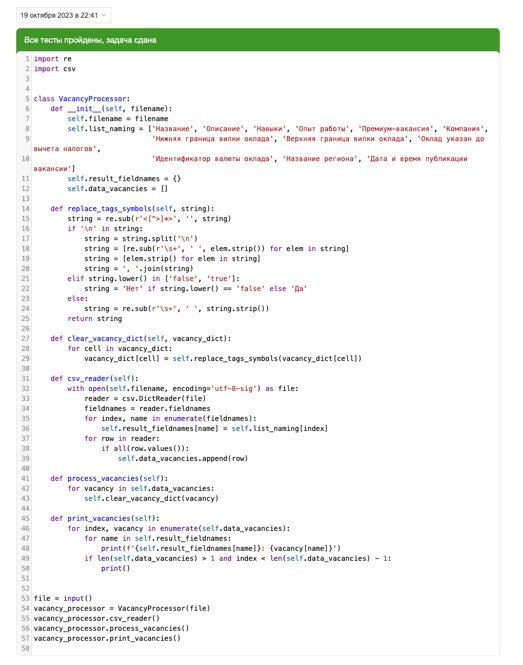 19 октября 2023 в 22:41
Все тесты пройдены, задача сдана
1 import re
2 import csv
3
4
5 class VacancyProcessor:
6     def __init__(self, filename):
7         self.filename = filename
8         self.list_naming = ['Название', 'Описание', 'Навыки', 'Опыт работы', 'Премиум-вакансия', 'Компания',
9                             'Нижняя граница вилки оклада', 'Верхняя граница вилки оклада', 'Оклад указан до
вычета налогов',
10                             'Идентификатор валюты оклада', 'Название региона', 'Дата и время публикации
вакансии']
11         self.result_fieldnames = {}
12         self.data_vacancies = []
13
14     def replace_tags_symbols(self, string):
15         string = re.sub(r'<[^>]*>', '', string)
16         if '\n' in string:
17             string = string.split('\n')
18             string = [re.sub(r'\s+', ' ', elem.strip()) for elem in string]
19             string = [elem.strip() for elem in string]
20             string = ', '.join(string)
21         elif string.lower() in ['false', 'true']:
22             string = 'Нет' if string.lower() == 'false' else 'Да'
23         else:
24             string = re.sub(r'\s+', ' ', string.strip())
25         return string
26
27     def clear_vacancy_dict(self, vacancy_dict):
28         for cell in vacancy_dict:
29             vacancy_dict[cell] = self.replace_tags_symbols(vacancy_dict[cell])
30
31     def csv_reader(self):
32         with open(self.filename, encoding='utf-8-sig') as file:
33             reader = csv.DictReader(file)
34             fieldnames = reader.fieldnames
35             for index, name in enumerate(fieldnames):
36                 self.result_fieldnames[name] = self.list_naming[index]
37             for row in reader:
38                 if all(row.values()):
39                     self.data_vacancies.append(row)
40
41     def process_vacancies(self):
42         for vacancy in self.data_vacancies:
43             self.clear_vacancy_dict(vacancy)
44
45     def print_vacancies(self):
46         for index, vacancy in enumerate(self.data_vacancies):
47             for name in self.result_fieldnames:
48                 print(f'{self.result_fieldnames[name]}: {vacancy[name]}')
49             if len(self.data_vacancies) > 1 and index < len(self.data_vacancies) - 1:
50                 print()
51
52
53 file = input()
54 vacancy_processor = VacancyProcessor(file)
55 vacancy_processor.csv_reader()
56 vacancy_processor.process_vacancies()
57 vacancy_processor.print_vacancies()
58